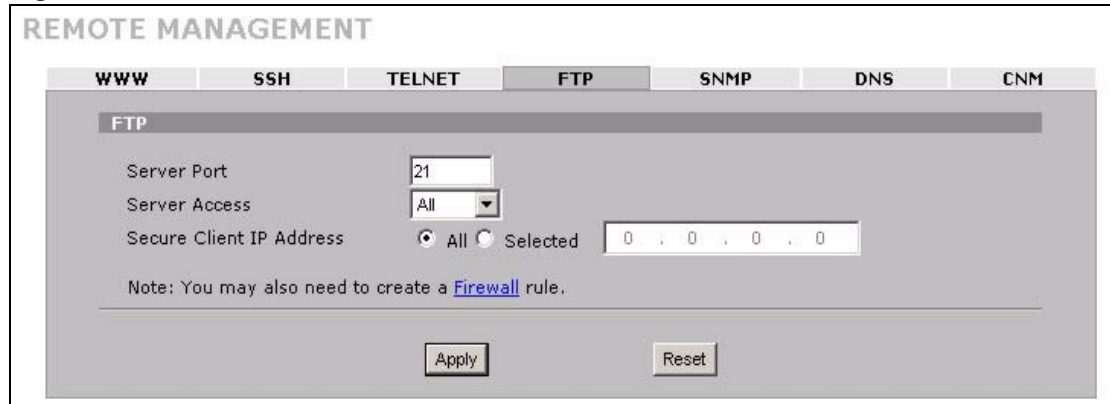 REMOTE MANAGEMENT
WWW SSH TELNET FTP SNMP DNS CNM
FTP
Server Port 21
Server Access All
Secure Client IP Address All Selected 0 . 0 . 0 . 0
Note: You may also need to create a Firewall rule.
Apply Reset